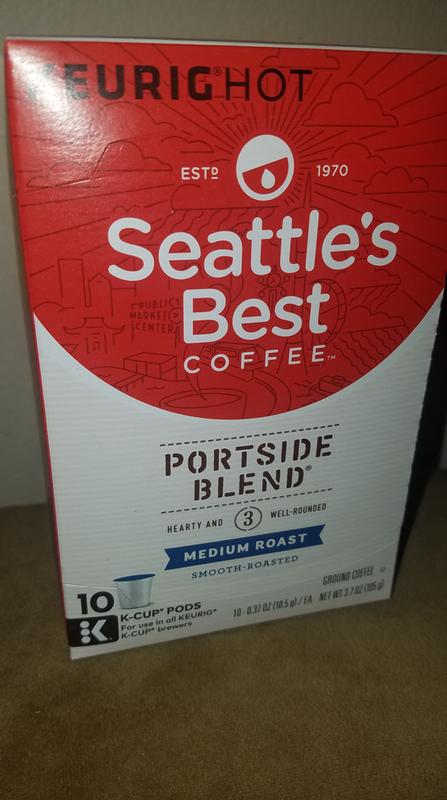 KEURIG® HOT
ESTD 1970
Seattle's
Best
COFFEE™
PUBLIC
MARKET
CENTER
PORTSIDE
BLEND®
HEARTY AND 3 WELL-ROUNDED
MEDIUM ROAST
SMOOTH-ROASTED
GROUND COFFEE
10 K-CUP® PODS
For use in all KEURIG®
K-CUP® brewers
10 - 0.37 OZ (10.5 g) / EA NET WT 3.7 OZ (105 g)
K